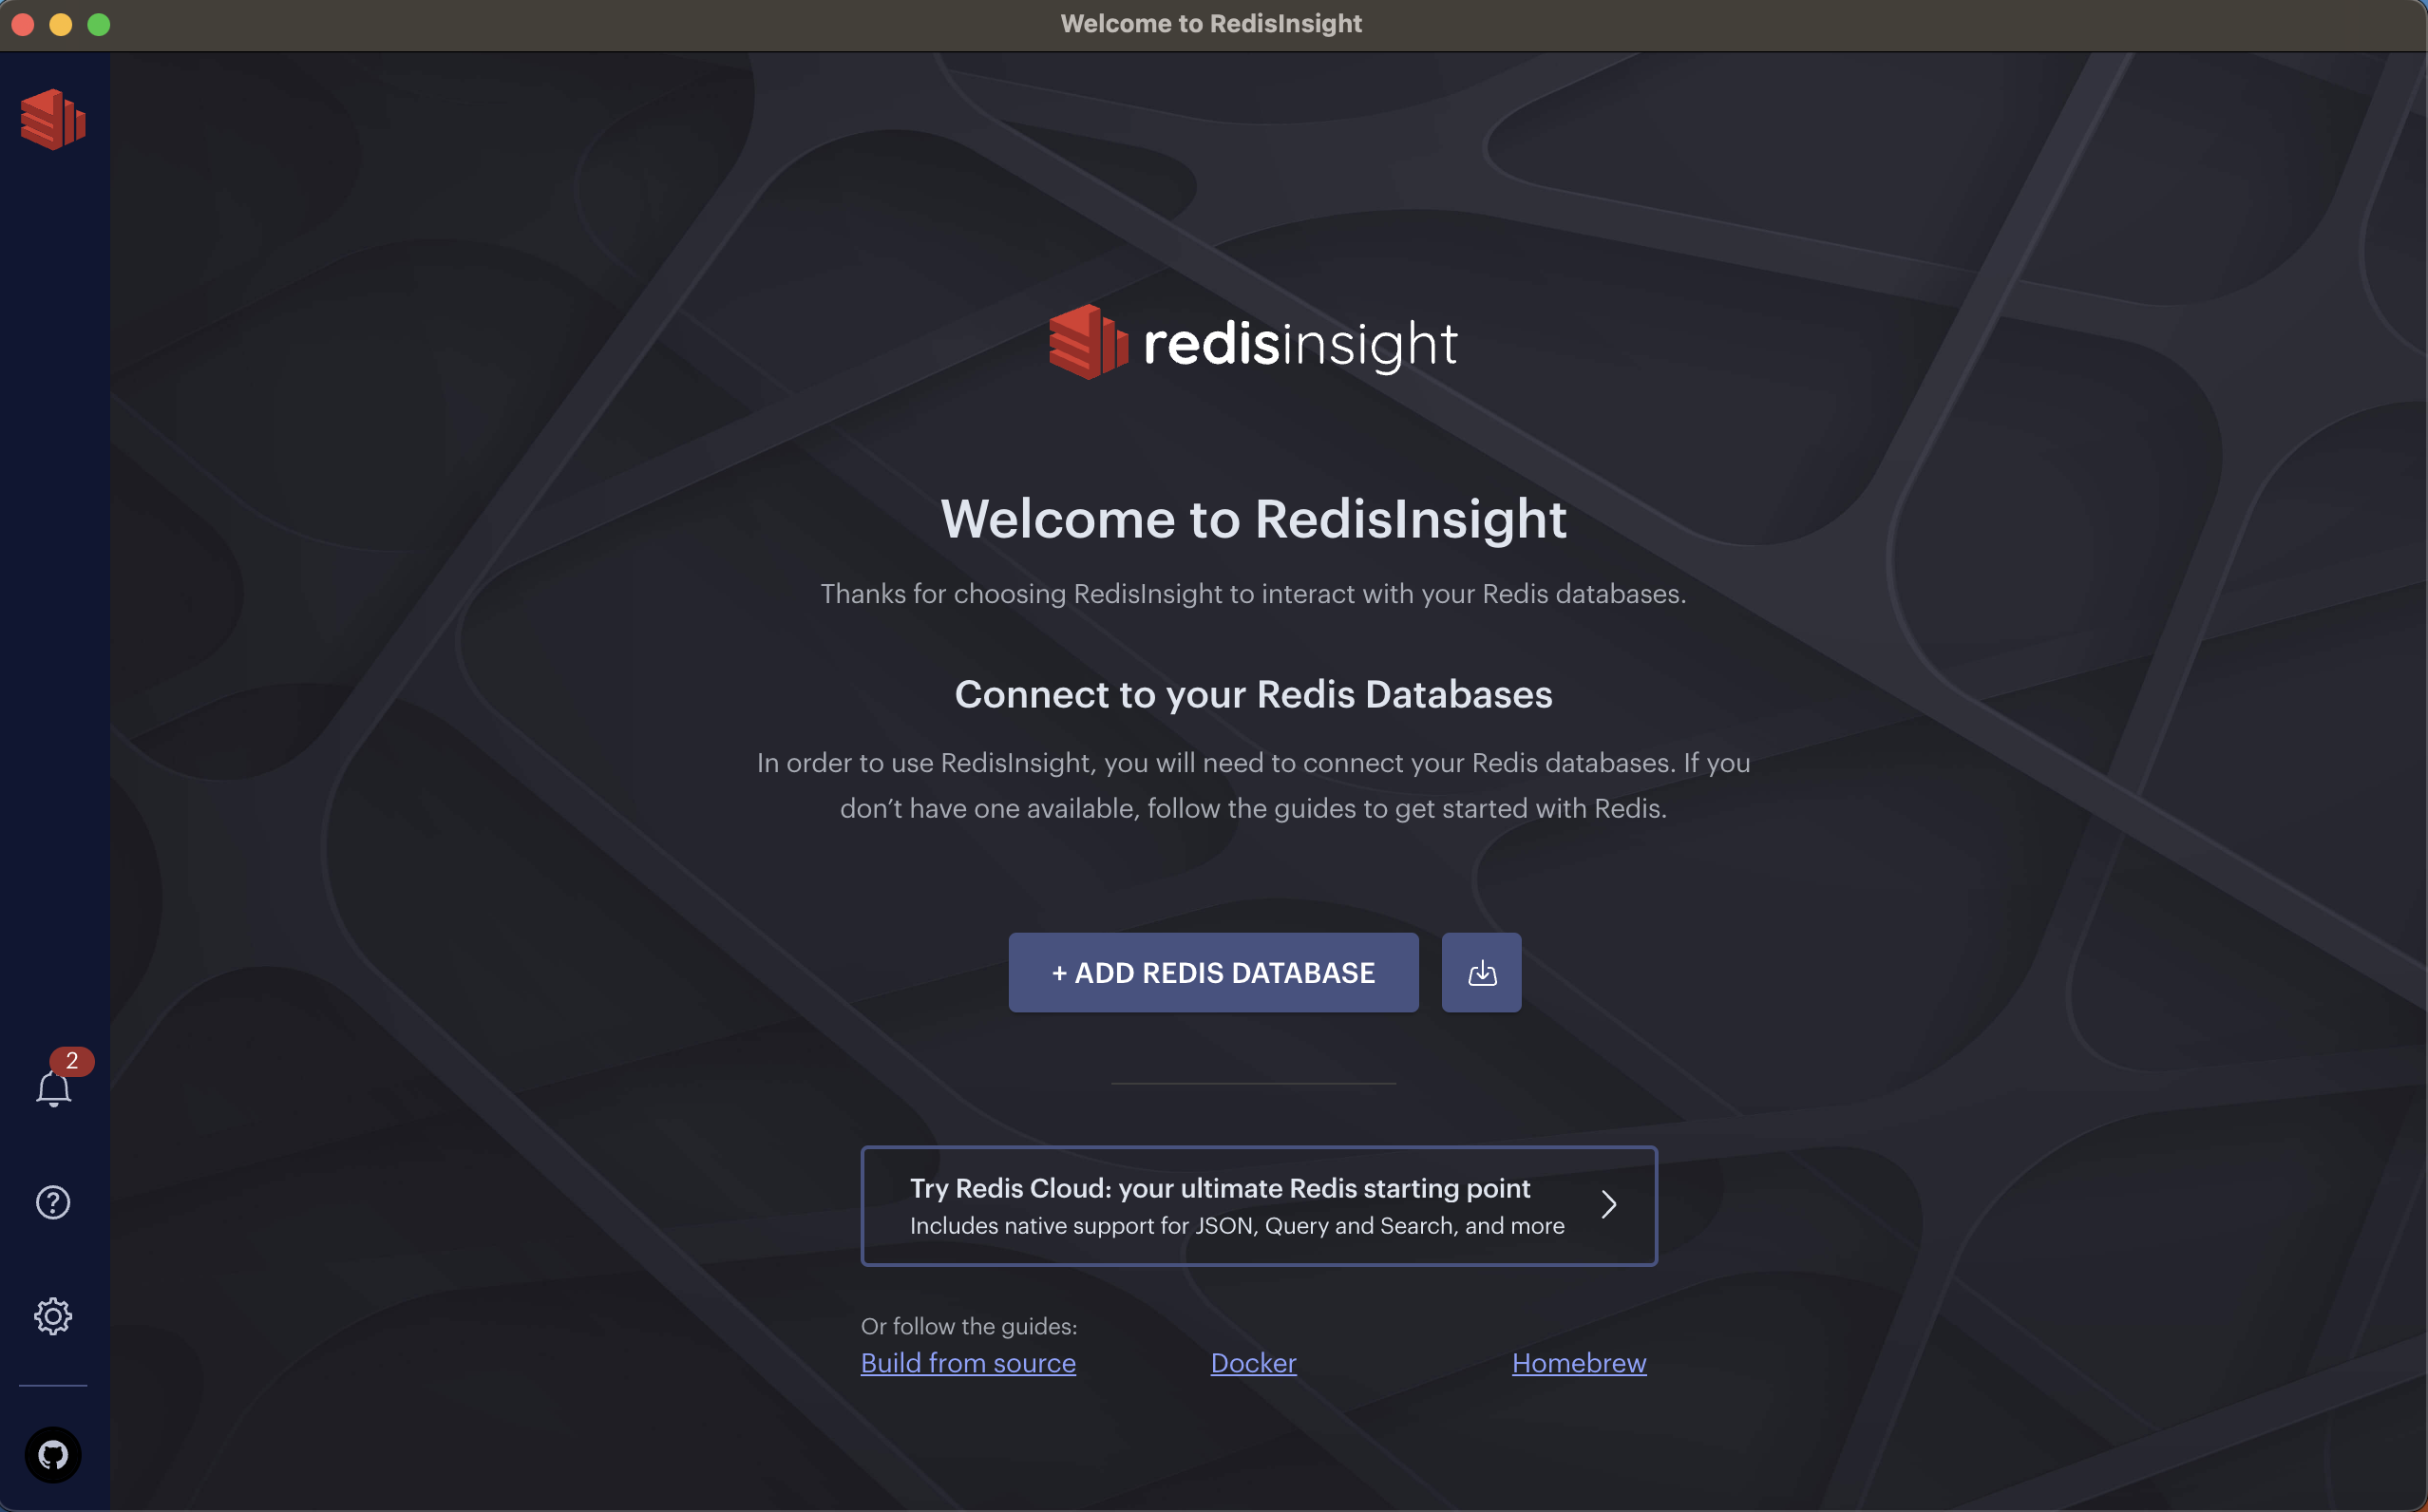 Welcome to RedisInsight
redisinsight
Welcome to RedisInsight
Thanks for choosing RedisInsight to interact with your Redis databases.
Connect to your Redis Databases
In order to use RedisInsight, you will need to connect your Redis databases. If you
don’t have one available, follow the guides to get started with Redis.
+ ADD REDIS DATABASE
2
Try Redis Cloud: your ultimate Redis starting point
Includes native support for JSON, Query and Search, and more
Or follow the guides:
Build from source
Docker
Homebrew